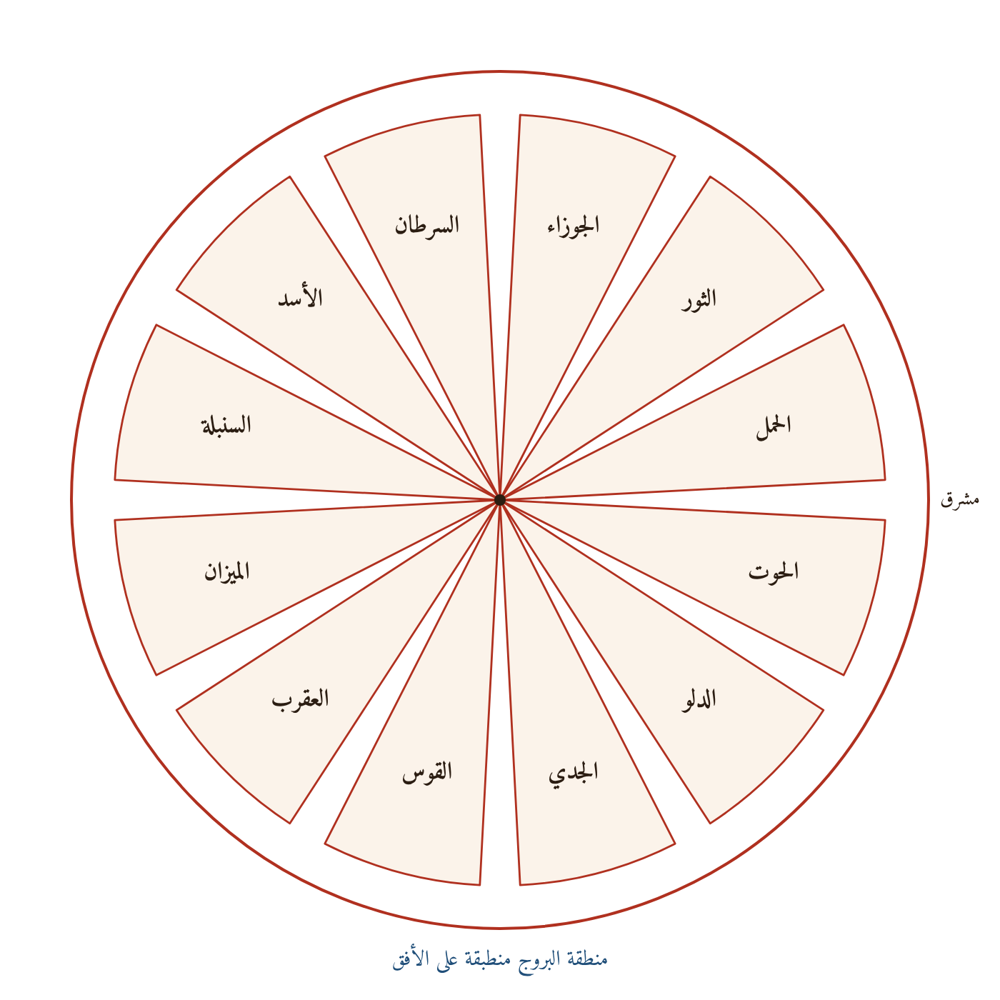 الجوزاء
السرطان
الثور
الأسد
الحمل
السنبلة
مشرق
الحوت
الميزان
الدلو
العقرب
الجدي
القوس
منطقة البروج منطبقة على الأفق